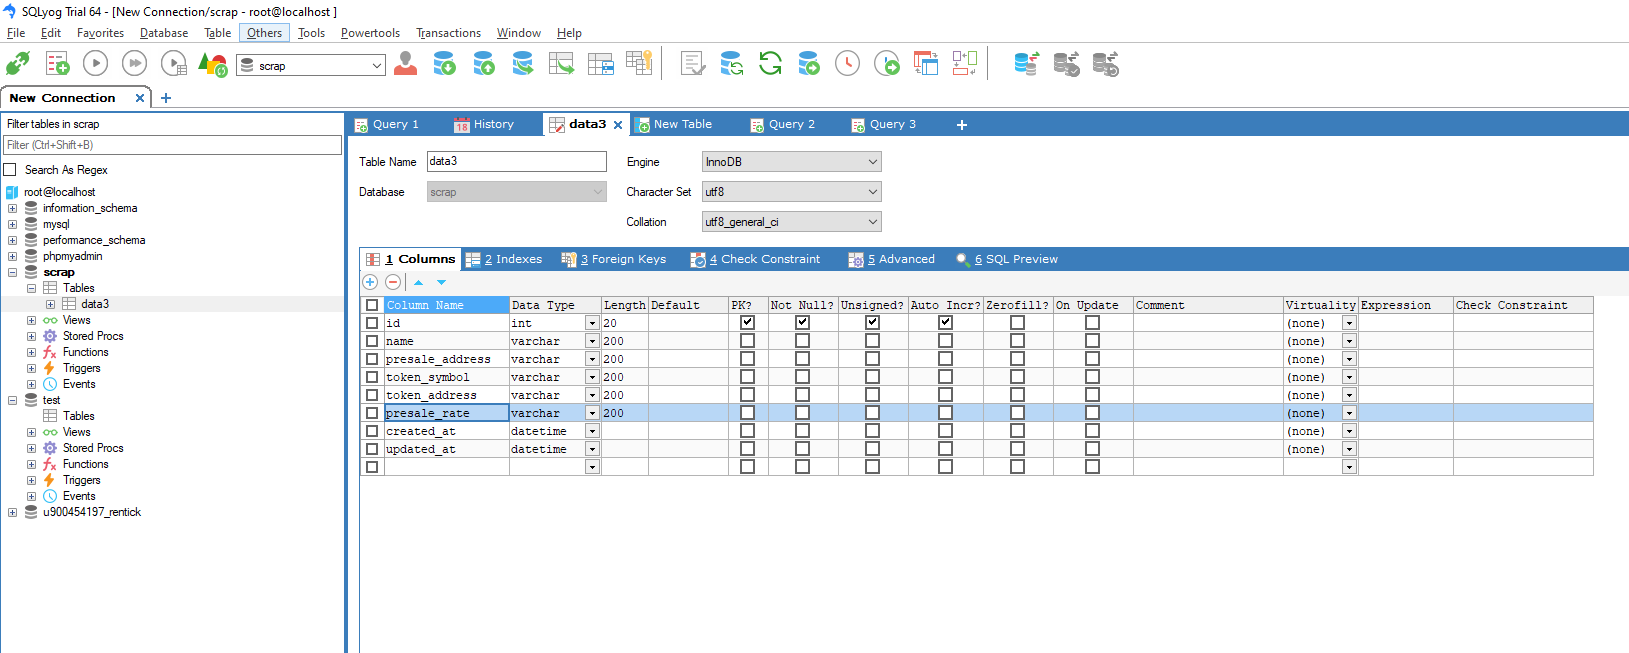 SQLyog Trial 64 - [New Connection/scrap - root@localhost ]
File Edit Favorites Database Table Others Tools Powertools Transactions Window Help
scrap
New Connection
Filter tables in scrap
Filter (Ctrl+Shift+B)
Search As Regex
root@localhost
information_schema
mysql
performance_schema
phpmyadmin
scrap
Tables
data3
Views
Stored Procs
Functions
Triggers
Events
test
Tables
Views
Stored Procs
Functions
Triggers
Events
u900454197_rentick
Query 1 18 History data3 New Table Query 2 Query 3
Table Name data3 Engine InnoDB
Database scrap Character Set utf8
Collation utf8_general_ci
1 Columns 2 Indexes 3 Foreign Keys 4 Check Constraint 5 Advanced 6 SQL Preview
Column Name Data Type Length Default PK? Not Null? Unsigned? Auto Incr? Zerofill? On Update Comment Virtuality Expression Check Constraint
id int 20 (none)
name varchar 200 (none)
presale_address varchar 200 (none)
token_symbol varchar 200 (none)
token_address varchar 200 (none)
presale_rate varchar 200 (none)
created_at datetime (none)
updated_at datetime (none)